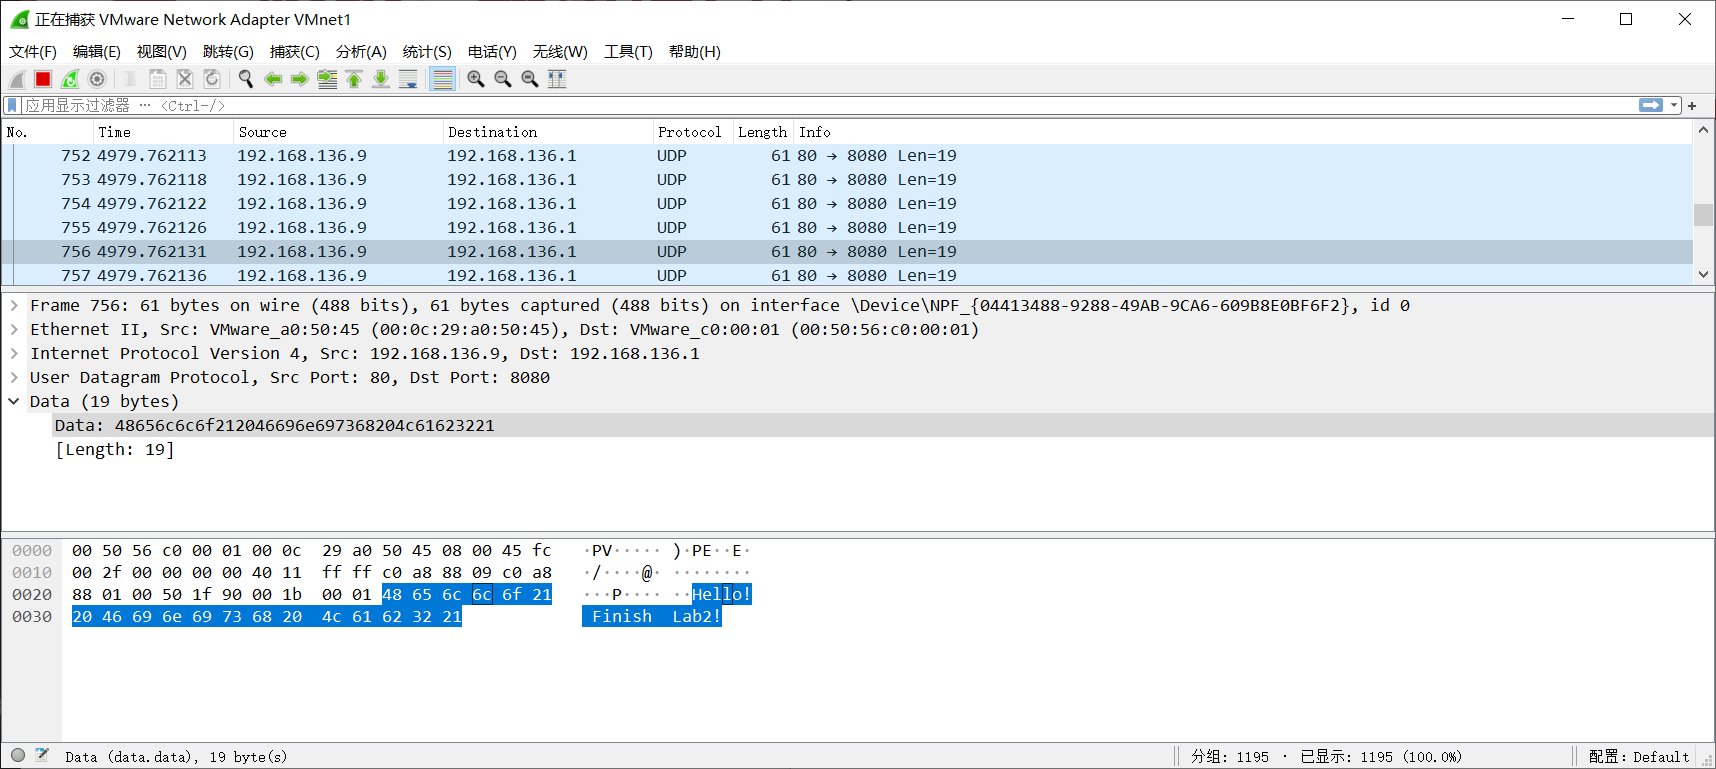 正在捕获 VMware Network Adapter VMnet1
文件(F) 编辑(E) 视图(V) 跳转(G) 捕获(C) 分析(A) 统计(S) 电话(Y) 无线(W) 工具(T) 帮助(H)
应用显示过滤器 … <Ctrl-/>
No. Time Source Destination Protocol Length Info
752 4979.762113 192.168.136.9 192.168.136.1 UDP 61 80 → 8080 Len=19
753 4979.762118 192.168.136.9 192.168.136.1 UDP 61 80 → 8080 Len=19
754 4979.762122 192.168.136.9 192.168.136.1 UDP 61 80 → 8080 Len=19
755 4979.762126 192.168.136.9 192.168.136.1 UDP 61 80 → 8080 Len=19
756 4979.762131 192.168.136.9 192.168.136.1 UDP 61 80 → 8080 Len=19
757 4979.762136 192.168.136.9 192.168.136.1 UDP 61 80 → 8080 Len=19
Frame 756: 61 bytes on wire (488 bits), 61 bytes captured (488 bits) on interface \Device\NPF_{04413488-9288-49AB-9CA6-609B8E0BF6F2}, id 0
Ethernet II, Src: VMware_a0:50:45 (00:0c:29:a0:50:45), Dst: VMware_c0:00:01 (00:50:56:c0:00:01)
Internet Protocol Version 4, Src: 192.168.136.9, Dst: 192.168.136.1
User Datagram Protocol, Src Port: 80, Dst Port: 8080
Data (19 bytes)
Data: 48656c6c6f212046696e697368204c61623221
[Length: 19]
0000 00 50 56 c0 00 01 00 0c 29 a0 50 45 08 00 45 fc ·PV····· )·PE··E·
0010 00 2f 00 00 00 00 40 11 ff ff c0 a8 88 09 c0 a8 ·/····@· ········
0020 88 01 00 50 1f 90 00 1b 00 01 48 65 6c 6c 6f 21 ···P···· ··Hello!
0030 20 46 69 6e 69 73 68 20 4c 61 62 32 21 Finish Lab2!
Data (data.data), 19 byte(s) 分组: 1195 · 已显示: 1195 (100.0%) 配置: Default